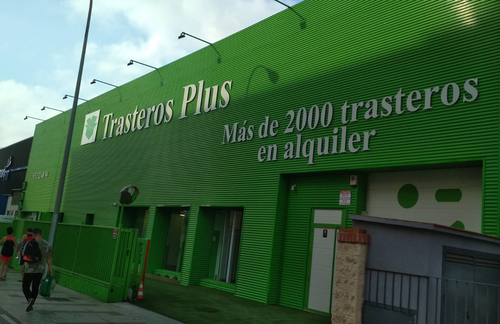 Trasteros Plus
Más de 2000 trasteros
en alquiler